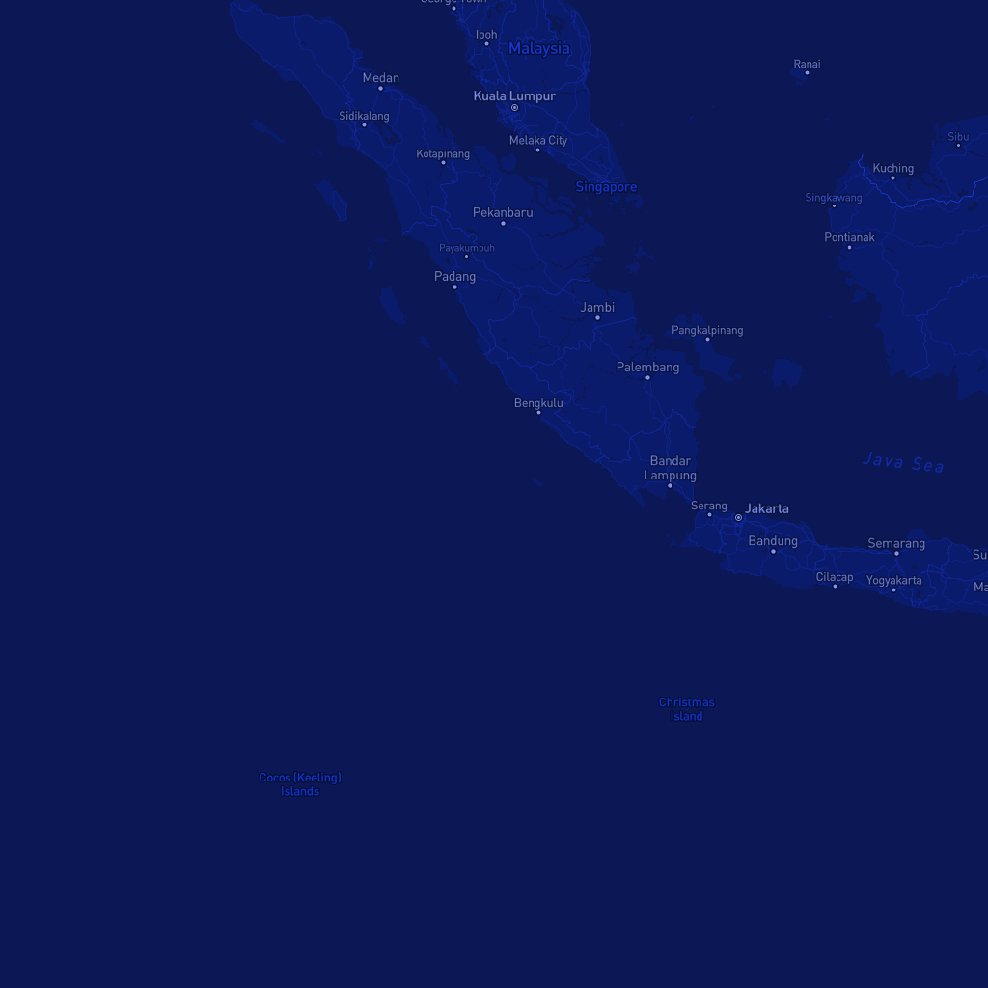 George Town
Ipoh
Malaysia
Ranai
Medan
Kuala Lumpur
Sidikalang
Melaka City
Sibu
Kotapinang
Kuching
Singapore
Singkawang
Pekanbaru
Pontianak
Payakumbuh
Padang
Jambi
Pangkalpinang
Palembang
Bengkulu
Java Sea
Bandar
Lampung
Serang
Jakarta
Bandung
Semarang
Su
Cilacap
Yogyakarta
Ma
Christmas
Island
Cocos (Keeling)
Islands